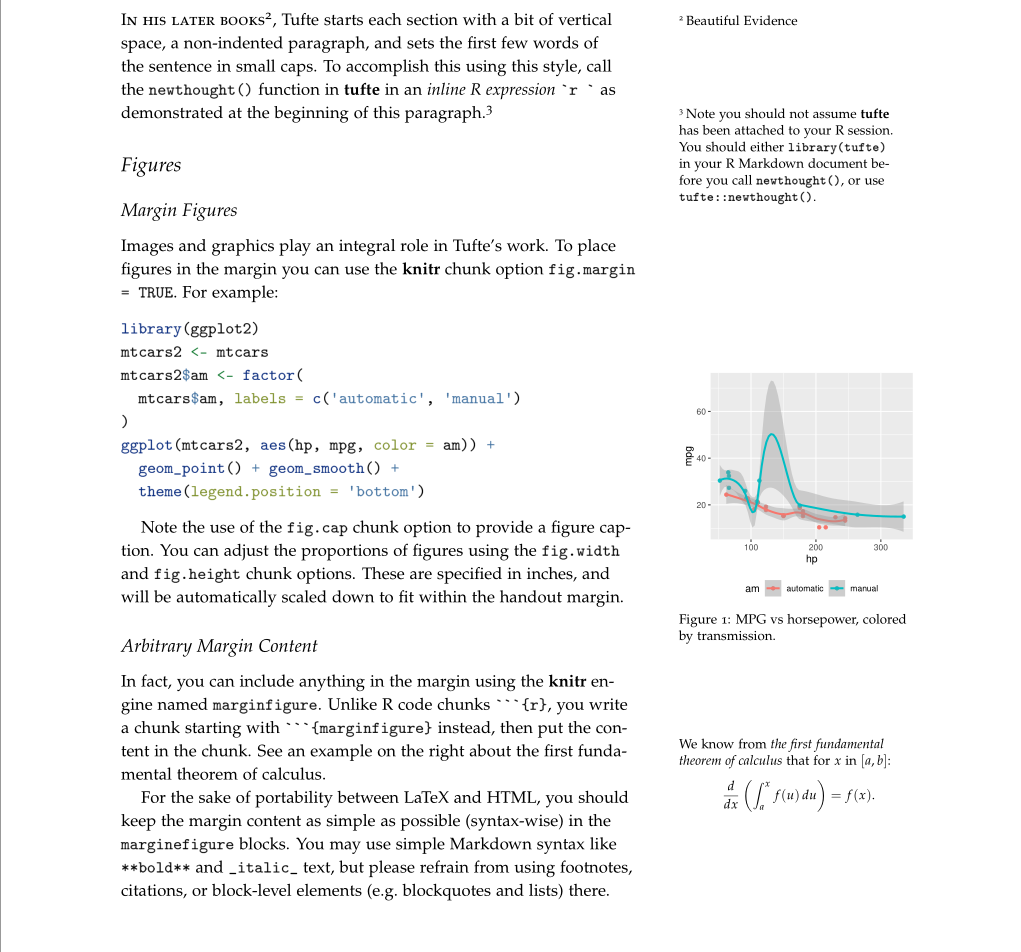 IN HIS LATER BOOKS², Tufte starts each section with a bit of vertical
space, a non-indented paragraph, and sets the first few words of
the sentence in small caps. To accomplish this using this style, call
the newthought() function in tufte in an inline R expression `r ` as
demonstrated at the beginning of this paragraph.³
² Beautiful Evidence
³ Note you should not assume tufte
has been attached to your R session.
You should either library(tufte)
in your R Markdown document be-
fore you call newthought(), or use
tufte::newthought().
Figures
Margin Figures
Images and graphics play an integral role in Tufte's work. To place
figures in the margin you can use the knitr chunk option fig.margin
= TRUE. For example:
library(ggplot2)
mtcars2 <- mtcars
mtcars2$am <- factor(
  mtcars$am, labels = c('automatic', 'manual')
)
ggplot(mtcars2, aes(hp, mpg, color = am)) +
  geom_point() + geom_smooth() +
  theme(legend.position = 'bottom')
60
40
20
mpg
100 200 300
hp
am automatic manual
Figure 1: MPG vs horsepower, colored
by transmission.
Note the use of the fig.cap chunk option to provide a figure cap-
tion. You can adjust the proportions of figures using the fig.width
and fig.height chunk options. These are specified in inches, and
will be automatically scaled down to fit within the handout margin.
Arbitrary Margin Content
In fact, you can include anything in the margin using the knitr en-
gine named marginfigure. Unlike R code chunks ```{r}, you write
a chunk starting with ```{marginfigure} instead, then put the con-
tent in the chunk. See an example on the right about the first funda-
mental theorem of calculus.
For the sake of portability between LaTeX and HTML, you should
keep the margin content as simple as possible (syntax-wise) in the
marginefigure blocks. You may use simple Markdown syntax like
**bold** and _italic_ text, but please refrain from using footnotes,
citations, or block-level elements (e.g. blockquotes and lists) there.
We know from the first fundamental
theorem of calculus that for x in [a, b]:
d/dx (∫ₐˣ f(u) du) = f(x).